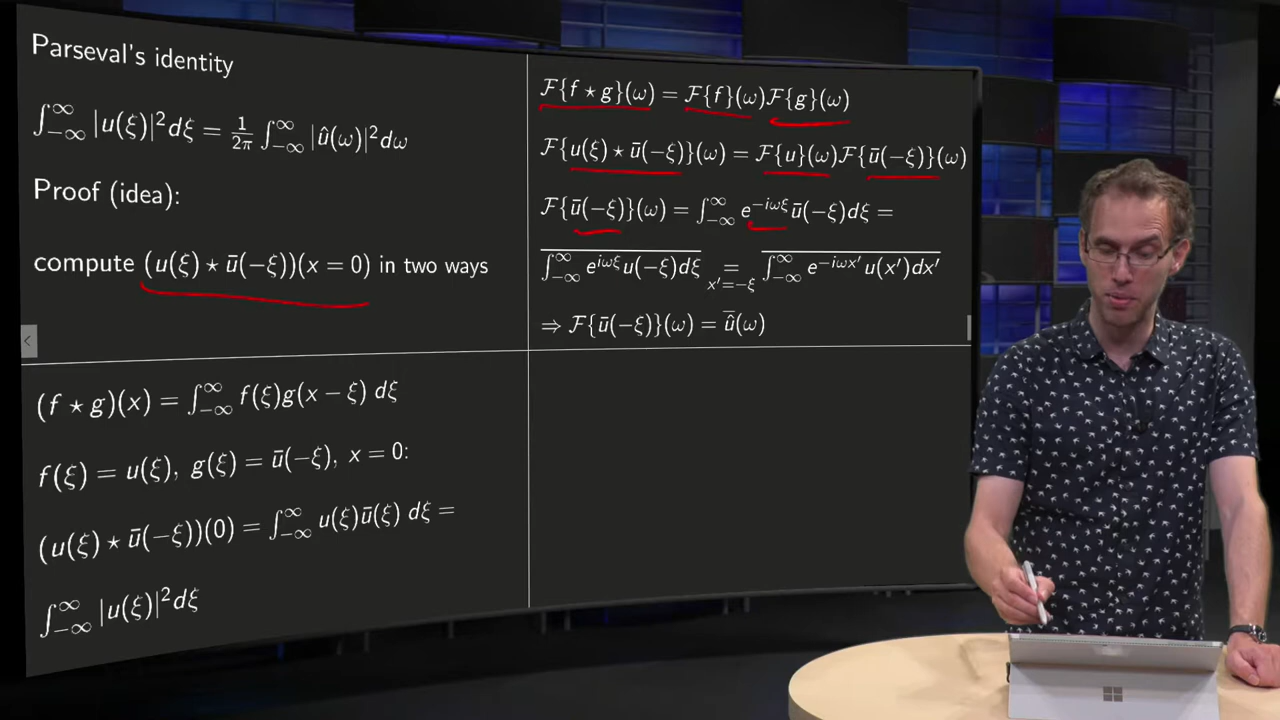 Parseval's identity
∫_{-∞}^{∞} |u(ξ)|² dξ = 1/2π ∫_{-∞}^{∞} |û(ω)|² dω
Proof (idea):
compute (u(ξ) ⋆ ū(−ξ))(x = 0) in two ways
(f ⋆ g)(x) = ∫_{-∞}^{∞} f(ξ)g(x − ξ) dξ
f(ξ) = u(ξ), g(ξ) = ū(−ξ), x = 0:
(u(ξ) ⋆ ū(−ξ))(0) = ∫_{-∞}^{∞} u(ξ)ū(ξ) dξ =
∫_{-∞}^{∞} |u(ξ)|² dξ
ℱ{f ⋆ g}(ω) = ℱ{f}(ω)ℱ{g}(ω)
ℱ{u(ξ) ⋆ ū(−ξ)}(ω) = ℱ{u}(ω)ℱ{ū(−ξ)}(ω)
ℱ{ū(−ξ)}(ω) = ∫_{-∞}^{∞} e^{−iωξ} ū(−ξ)dξ =
\overline{∫_{-∞}^{∞} e^{iωξ} u(−ξ)dξ} =_{x'=−ξ} \overline{∫_{-∞}^{∞} e^{−iωx'} u(x')dx'}
⇒ ℱ{ū(−ξ)}(ω) = \bar{û}(ω)